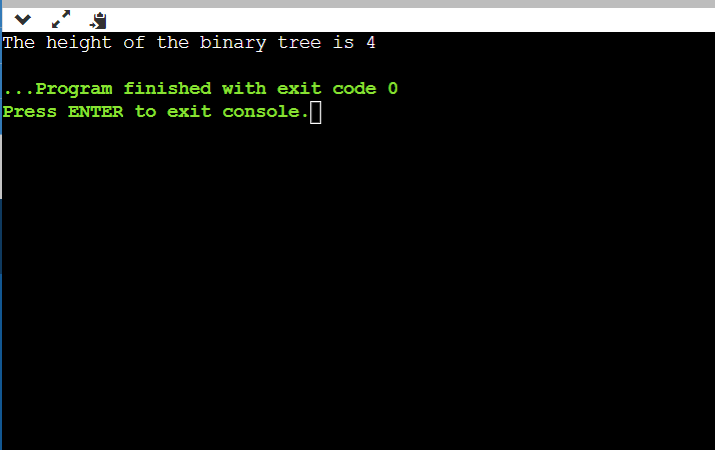 The height of the binary tree is 4
...Program finished with exit code 0
Press ENTER to exit console.